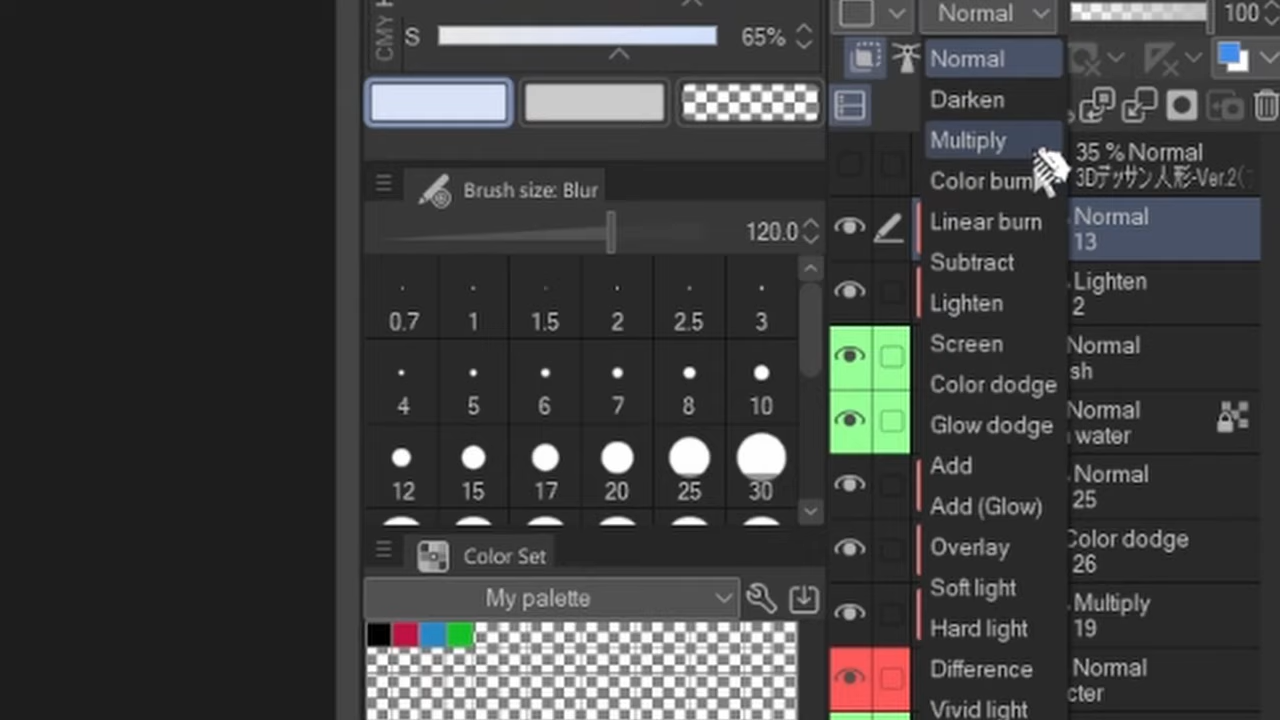 CMY
S
65%
Normal
100
Normal
Darken
Multiply
Color burn
Linear burn
Subtract
Lighten
Screen
Color dodge
Glow dodge
Add
Add (Glow)
Overlay
Soft light
Hard light
Difference
Vivid light
Brush size: Blur
120.0
0.7 1 1.5 2 2.5 3
4 5 6 7 8 10
12 15 17 20 25 30
Color Set
My palette
35 % Normal
3Dデッサン人形-Ver.2(
Normal
13
Lighten
2
Normal
sh
Normal
water
Normal
25
Color dodge
26
Multiply
19
Normal
cter